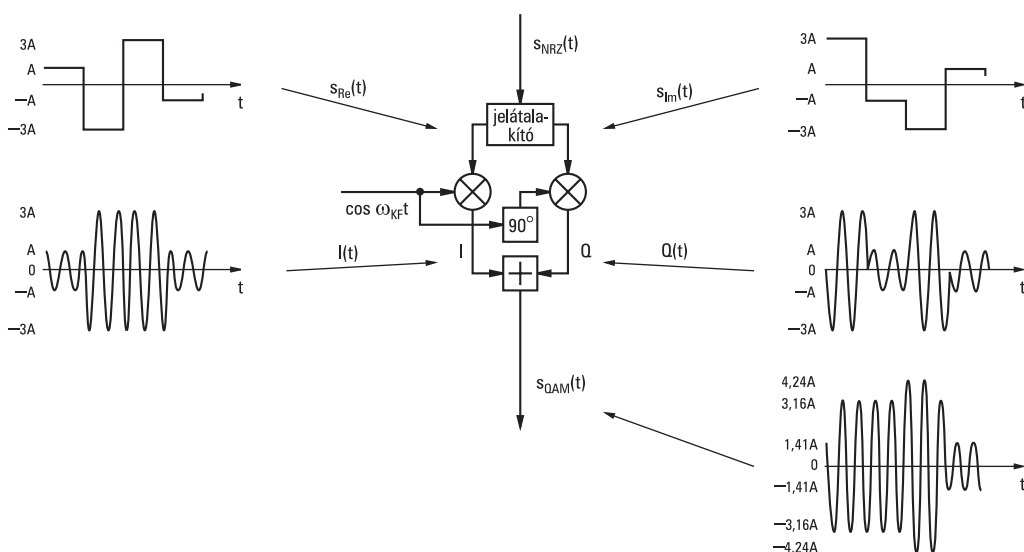 3A
A
—A
—3A
t
s_Re(t)
s_NRZ(t)
jelátala-
kító
s_Im(t)
3A
A
—A
—3A
t
cos ω_KF t
90°
I
Q
3A
A
0
—A
—3A
t
I(t)
Q(t)
3A
A
0
—A
—3A
t
s_QAM(t)
4,24A
3,16A
1,41A
0
—1,41A
—3,16A
—4,24A
t